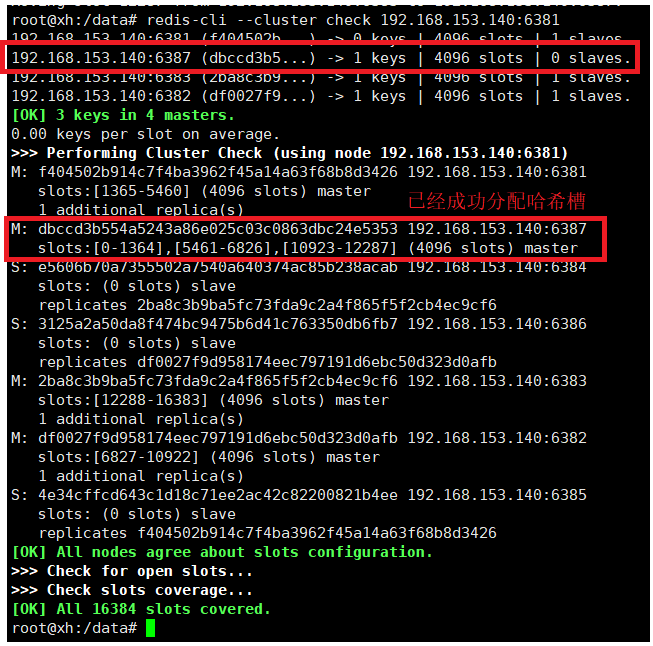 root@xh:/data# redis-cli --cluster check 192.168.153.140:6381
192.168.153.140:6381 (f404502b...) -> 0 keys | 4096 slots | 1 slaves.
192.168.153.140:6387 (dbccd3b5...) -> 1 keys | 4096 slots | 0 slaves.
192.168.153.140:6383 (2ba8c3b9...) -> 1 keys | 4096 slots | 1 slaves.
192.168.153.140:6382 (df0027f9...) -> 1 keys | 4096 slots | 1 slaves.
[OK] 3 keys in 4 masters.
0.00 keys per slot on average.
>>> Performing Cluster Check (using node 192.168.153.140:6381)
M: f404502b914c7f4ba3962f45a14a63f68b8d3426 192.168.153.140:6381
slots:[1365-5460] (4096 slots) master
1 additional replica(s)
已经成功分配哈希槽
M: dbccd3b554a5243a86e025c03c0863dbc24e5353 192.168.153.140:6387
slots:[0-1364],[5461-6826],[10923-12287] (4096 slots) master
S: e5606b70a7355502a7540a640374ac85b238acab 192.168.153.140:6384
slots: (0 slots) slave
replicates 2ba8c3b9ba5fc73fda9c2a4f865f5f2cb4ec9cf6
S: 3125a2a50da8f474bc9475b6d41c763350db6fb7 192.168.153.140:6386
slots: (0 slots) slave
replicates df0027f9d958174eec797191d6ebc50d323d0afb
M: 2ba8c3b9ba5fc73fda9c2a4f865f5f2cb4ec9cf6 192.168.153.140:6383
slots:[12288-16383] (4096 slots) master
1 additional replica(s)
M: df0027f9d958174eec797191d6ebc50d323d0afb 192.168.153.140:6382
slots:[6827-10922] (4096 slots) master
1 additional replica(s)
S: 4e34cffcd643c1d18c71ee2ac42c82200821b4ee 192.168.153.140:6385
slots: (0 slots) slave
replicates f404502b914c7f4ba3962f45a14a63f68b8d3426
[OK] All nodes agree about slots configuration.
>>> Check for open slots...
>>> Check slots coverage...
[OK] All 16384 slots covered.
root@xh:/data#